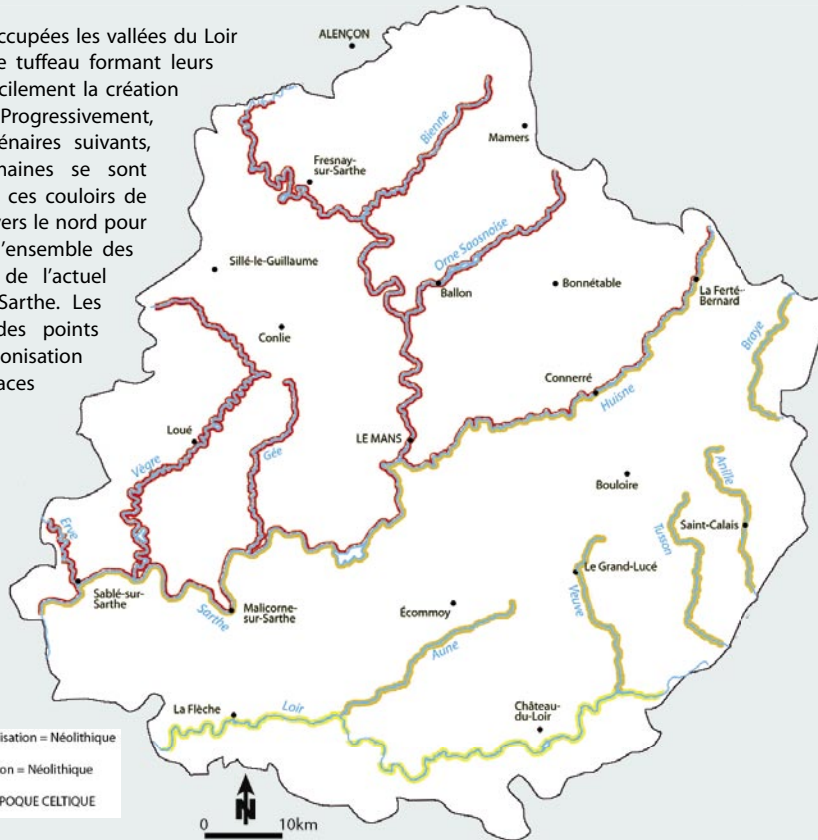 ccupées les vallées du Loir
e tuffeau formant leurs
cilement la création
Progressivement,
énaires suivants,
maines se sont
ces couloirs de
vers le nord pour
l'ensemble des
de l'actuel
Sarthe. Les
des points
onisation
aces
ALENÇON
Mamers
Bienne
Fresnay-
sur-Sarthe
Orne Saosnoise
Sillé-le-Guillaume
Ballon
Bonnétable
La Ferté-
Bernard
Conlie
Braye
Connerré
Huisne
Loué
LE MANS
Vègre
Gée
Anille
Bouloire
Erve
Tusson
Saint-Calais
Sablé-sur-
Sarthe
Le Grand-Lucé
Veuve
Sarthe
Malicorne-
sur-Sarthe
Écommoy
Aune
La Flèche
Loir
Château-
du-Loir
isation = Néolithique
on = Néolithique
POQUE CELTIQUE
N
0 10km